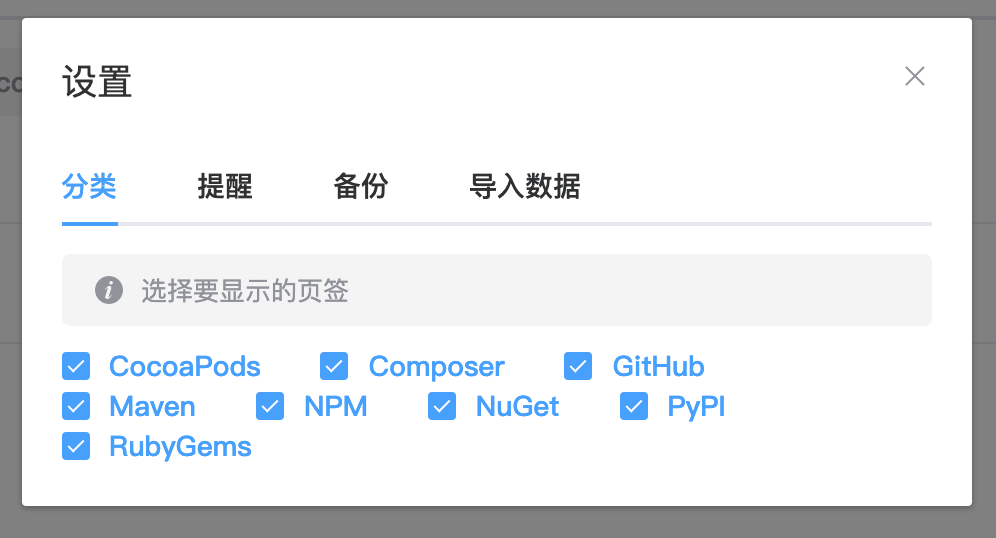 设置
分类 提醒 备份 导入数据
选择要显示的页签
CocoaPods Composer GitHub
Maven NPM NuGet PyPI
RubyGems